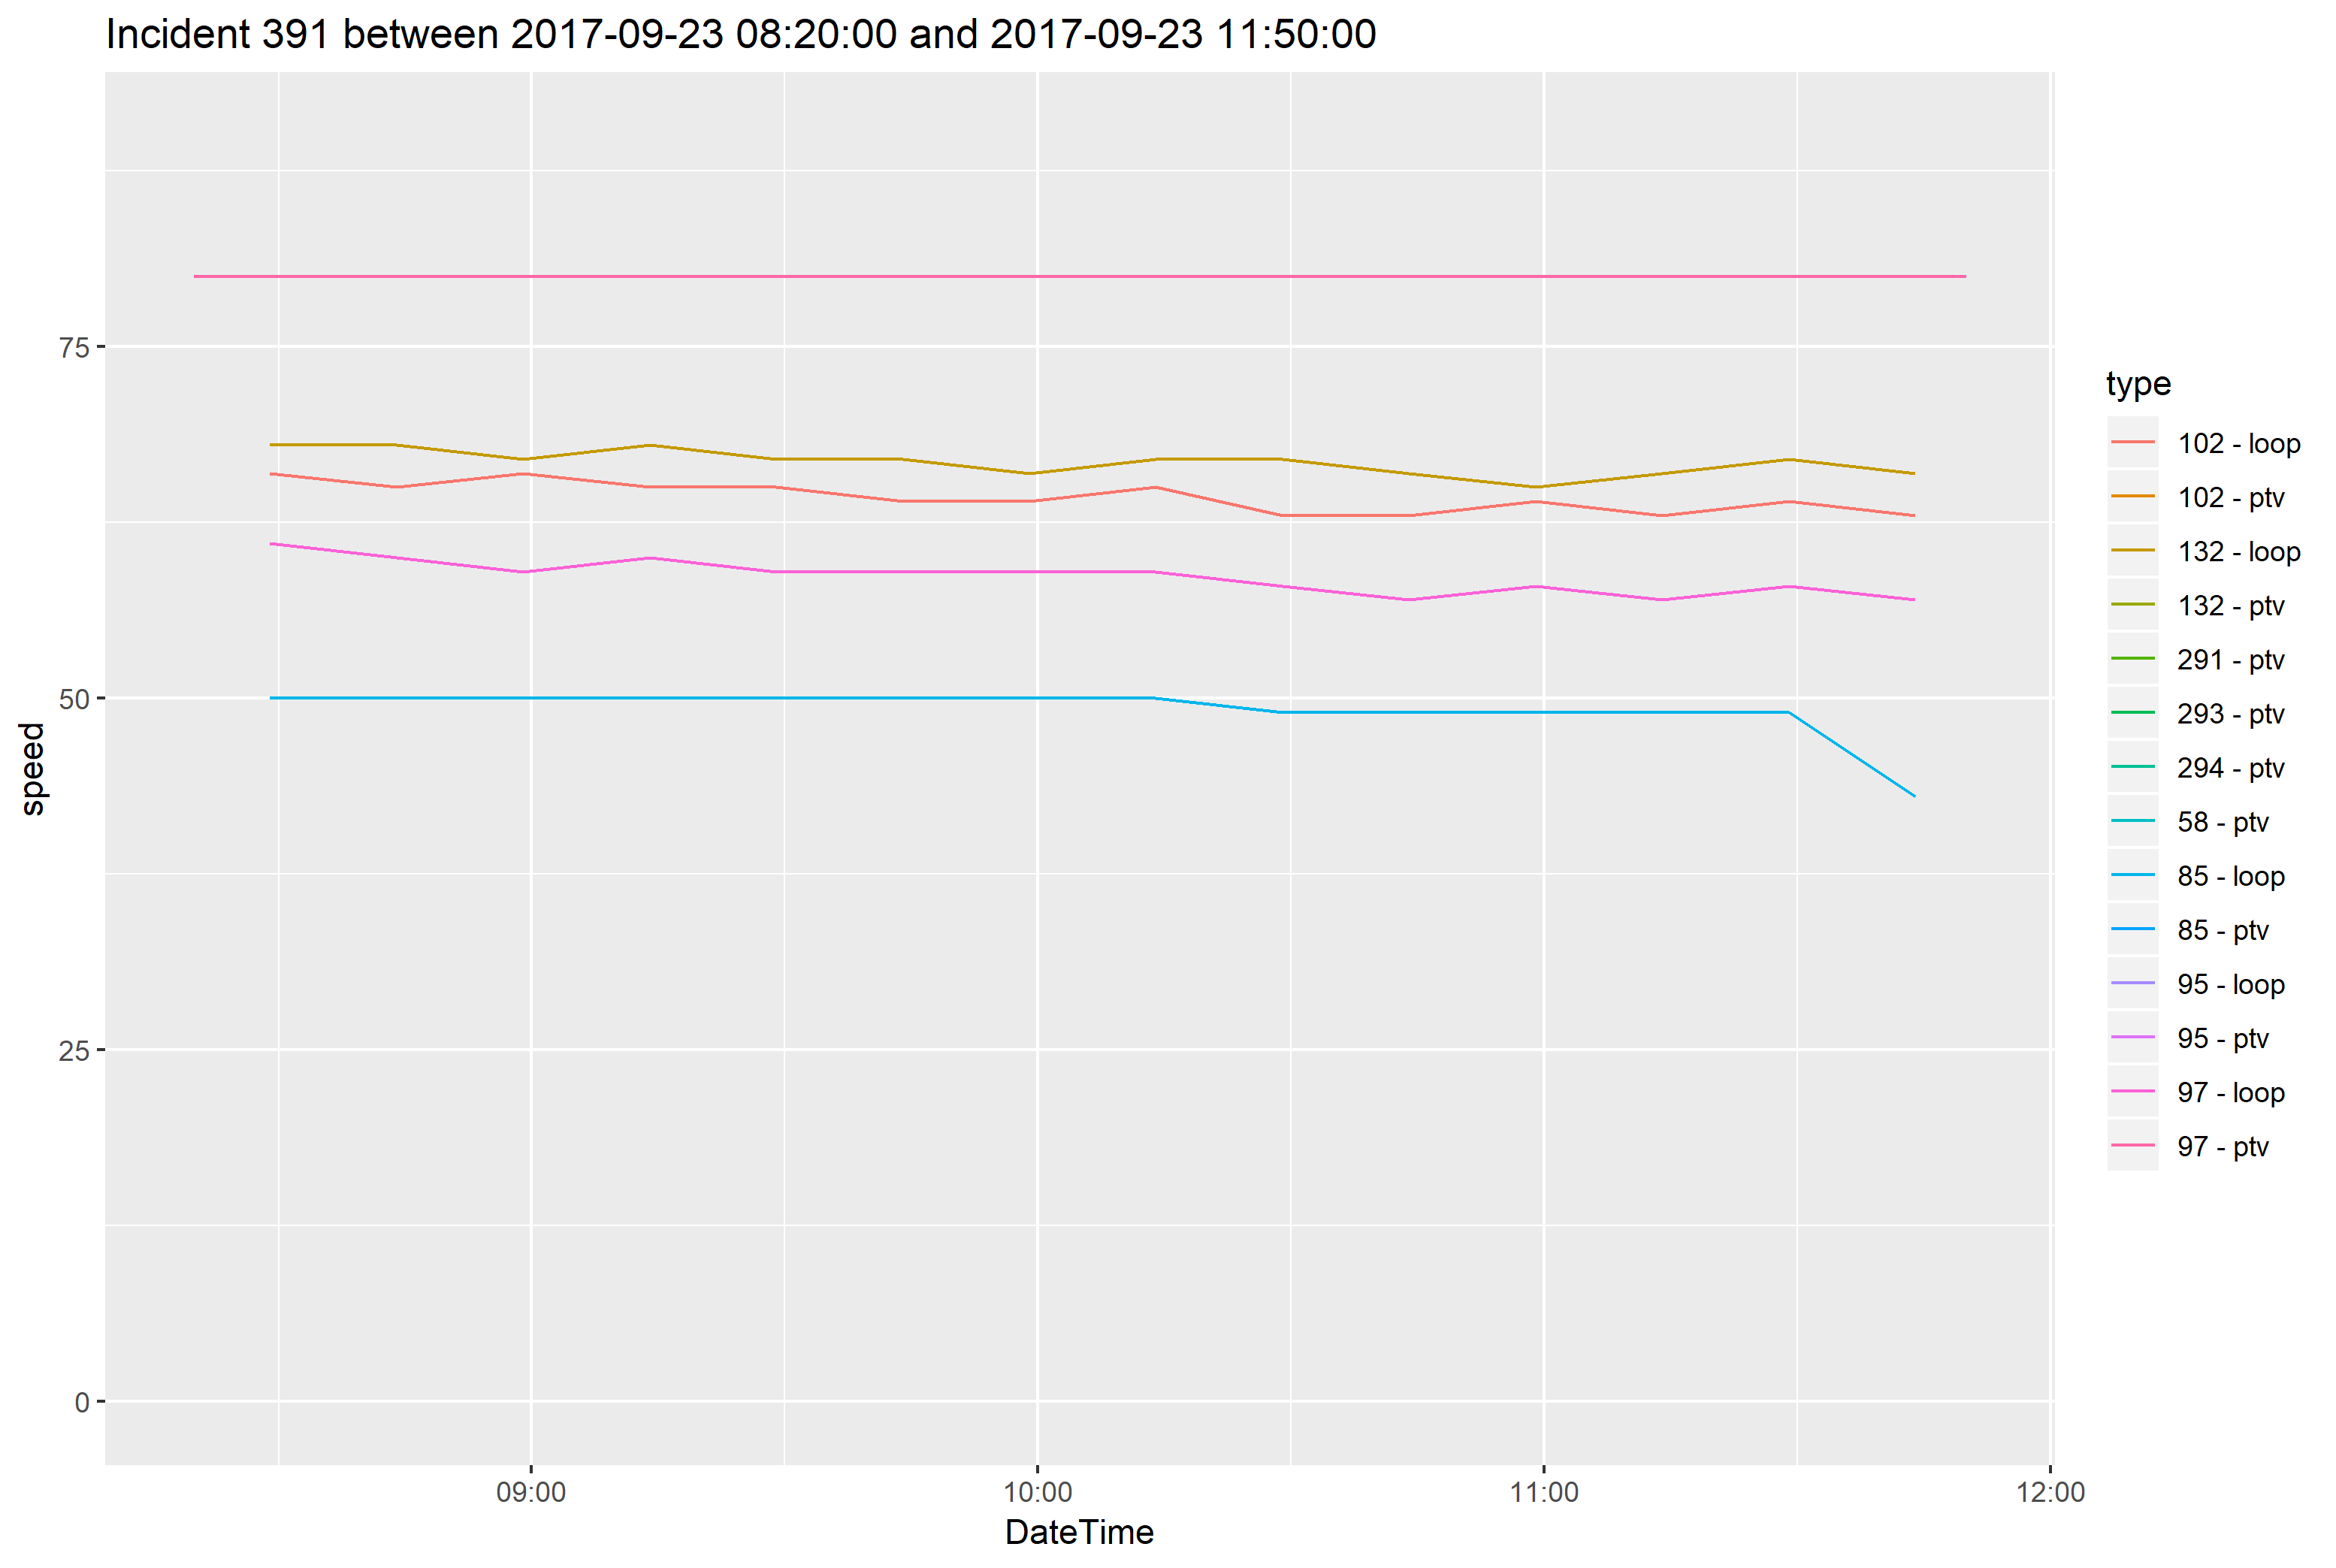 Incident 391 between 2017-09-23 08:20:00 and 2017-09-23 11:50:00
75
50
25
0
speed
09:00
10:00
11:00
12:00
DateTime
type
102 - loop
102 - ptv
132 - loop
132 - ptv
291 - ptv
293 - ptv
294 - ptv
58 - ptv
85 - loop
85 - ptv
95 - loop
95 - ptv
97 - loop
97 - ptv